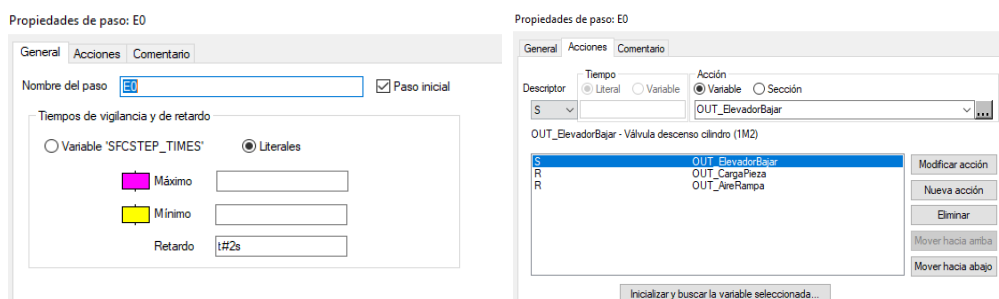 Propiedades de paso: E0
General Acciones Comentario
Nombre del paso E0 Paso inicial
Tiempos de vigilancia y de retardo
Variable 'SFCSTEP_TIMES' Literales
Máximo
Mínimo
Retardo t#2s
Propiedades de paso: E0
General Acciones Comentario
Tiempo Acción
Descriptor Literal Variable Variable Sección
S OUT_ElevadorBajar ...
OUT_ElevadorBajar - Válvula descenso cilindro (1M2)
S OUT_ElevadorBajar
R OUT_CargaPieza
R OUT_AireRampa
Modificar acción
Nueva acción
Eliminar
Mover hacia arriba
Mover hacia abajo
Inicializar y buscar la variable seleccionada...